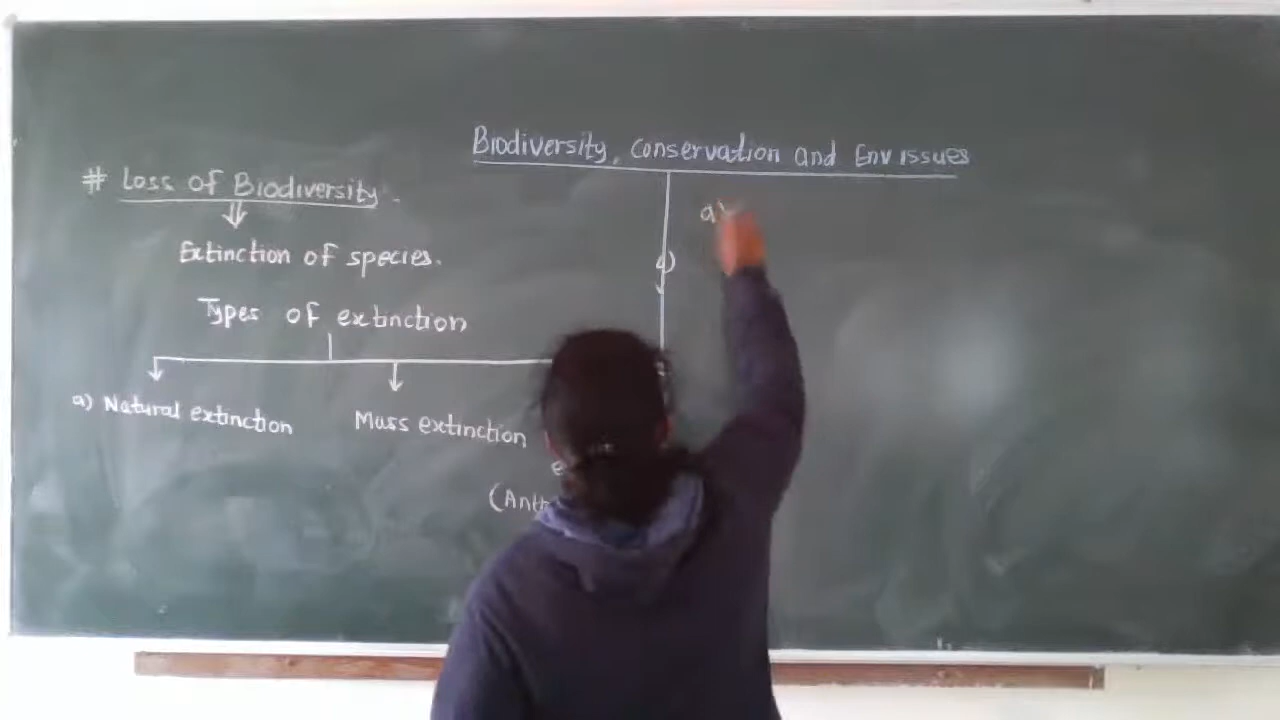 Biodiversity, Conservation and Env issues
# Loss of Biodiversity.
Extinction of species.
Types of extinction
a) Natural extinction
Mass extinction
a)